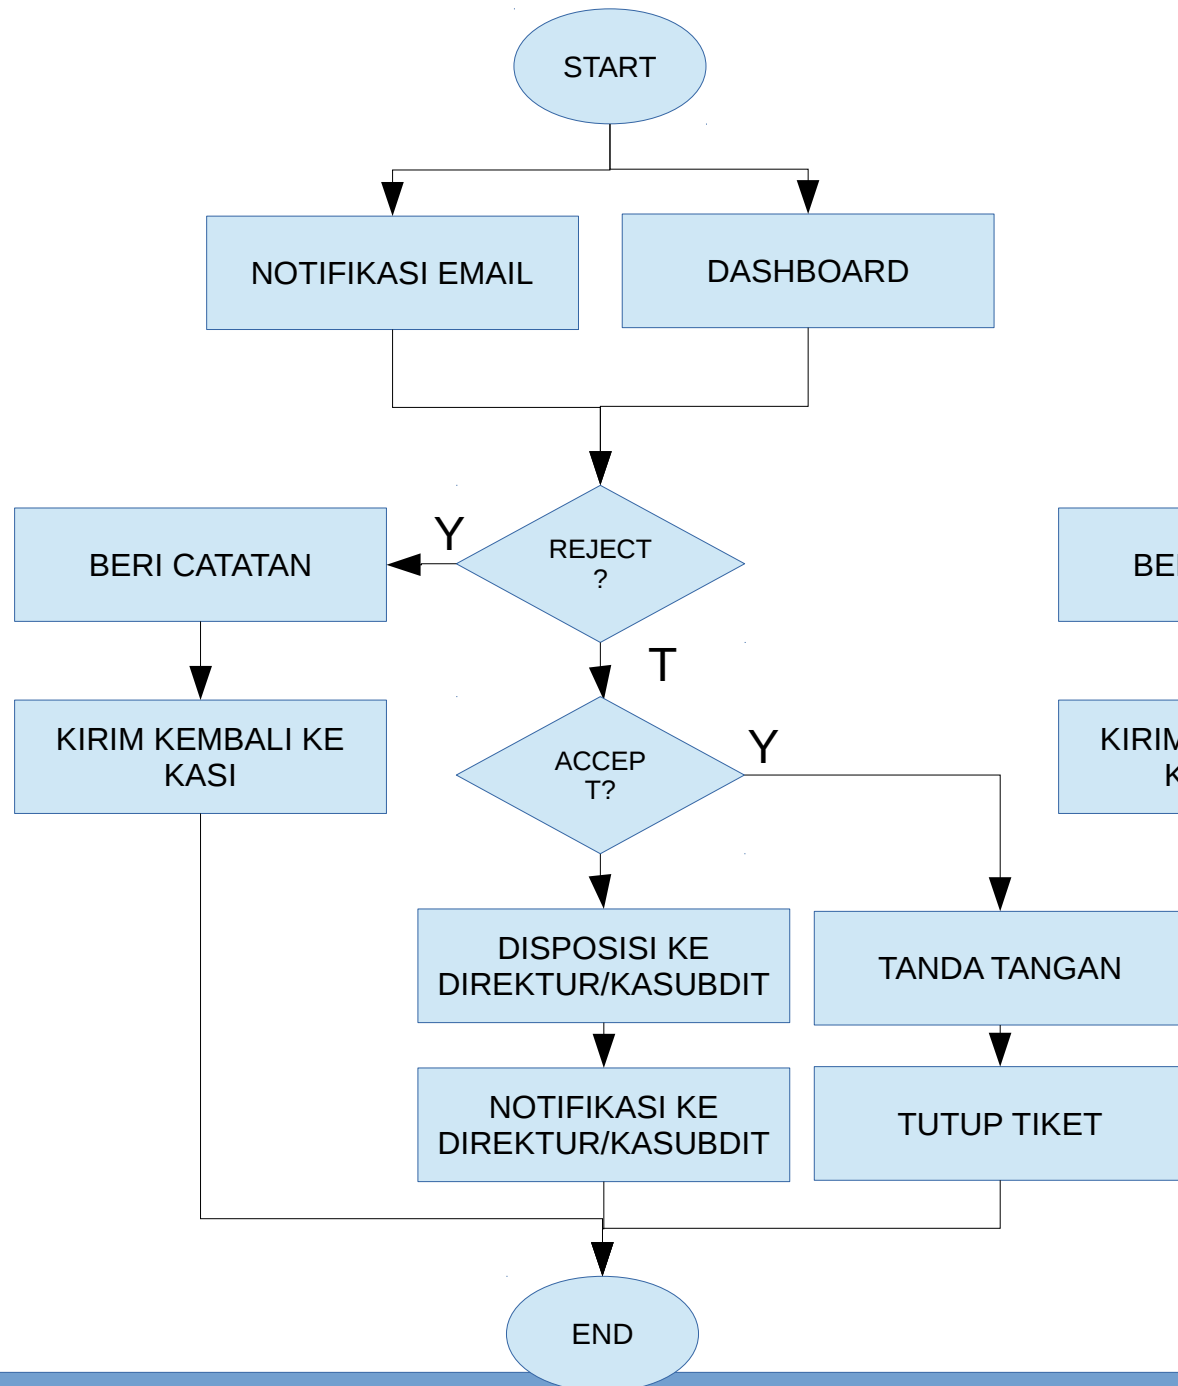 START
NOTIFIKASI EMAIL
DASHBOARD
Y
BERI CATATAN
REJECT
?
T
KIRIM KEMBALI KE
KASI
ACCEP
T?
Y
KIRIM
DISPOSISI KE
DIREKTUR/KASUBDIT
TANDA TANGAN
NOTIFIKASI KE
DIREKTUR/KASUBDIT
TUTUP TIKET
END